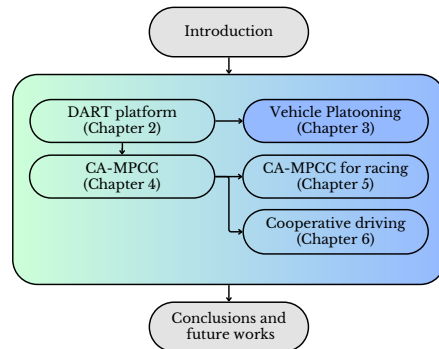 Introduction
DART platform
(Chapter 2)
Vehicle Platooning
(Chapter 3)
CA-MPCC
(Chapter 4)
CA-MPCC for racing
(Chapter 5)
Cooperative driving
(Chapter 6)
Conclusions and
future works